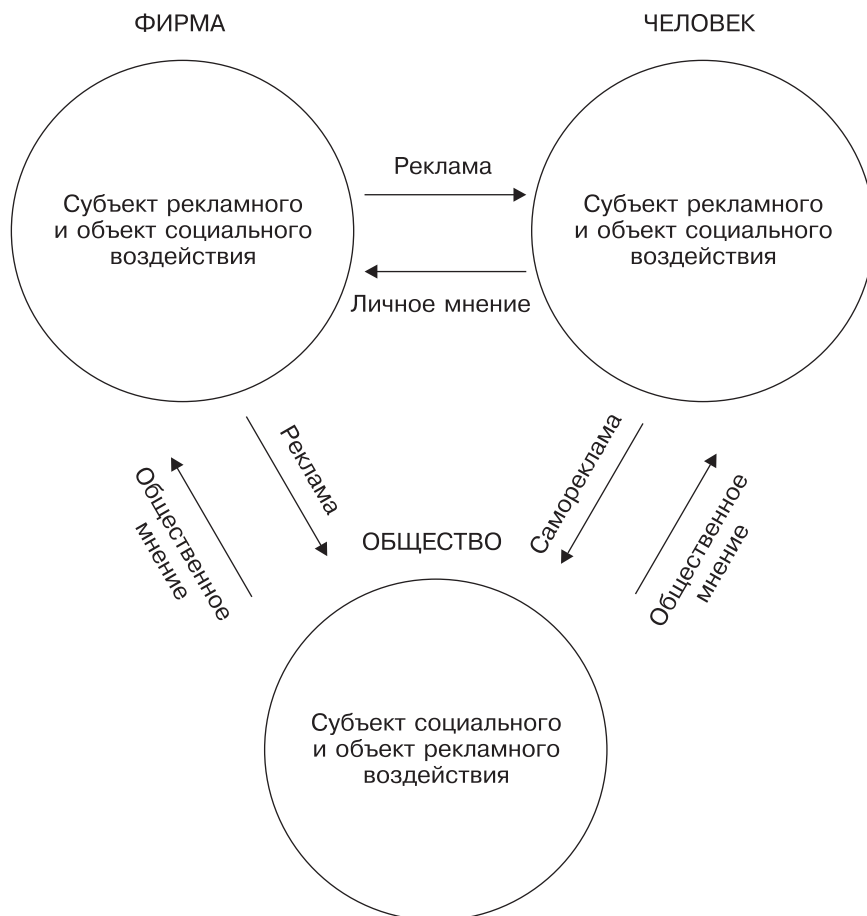 ФИРМА
ЧЕЛОВЕК
Субъект рекламного
и объект социального
воздействия
Реклама
Личное мнение
Субъект рекламного
и объект социального
воздействия
Реклама
Общественное
мнение
Самореклама
Общественное
мнение
ОБЩЕСТВО
Субъект социального
и объект рекламного
воздействия